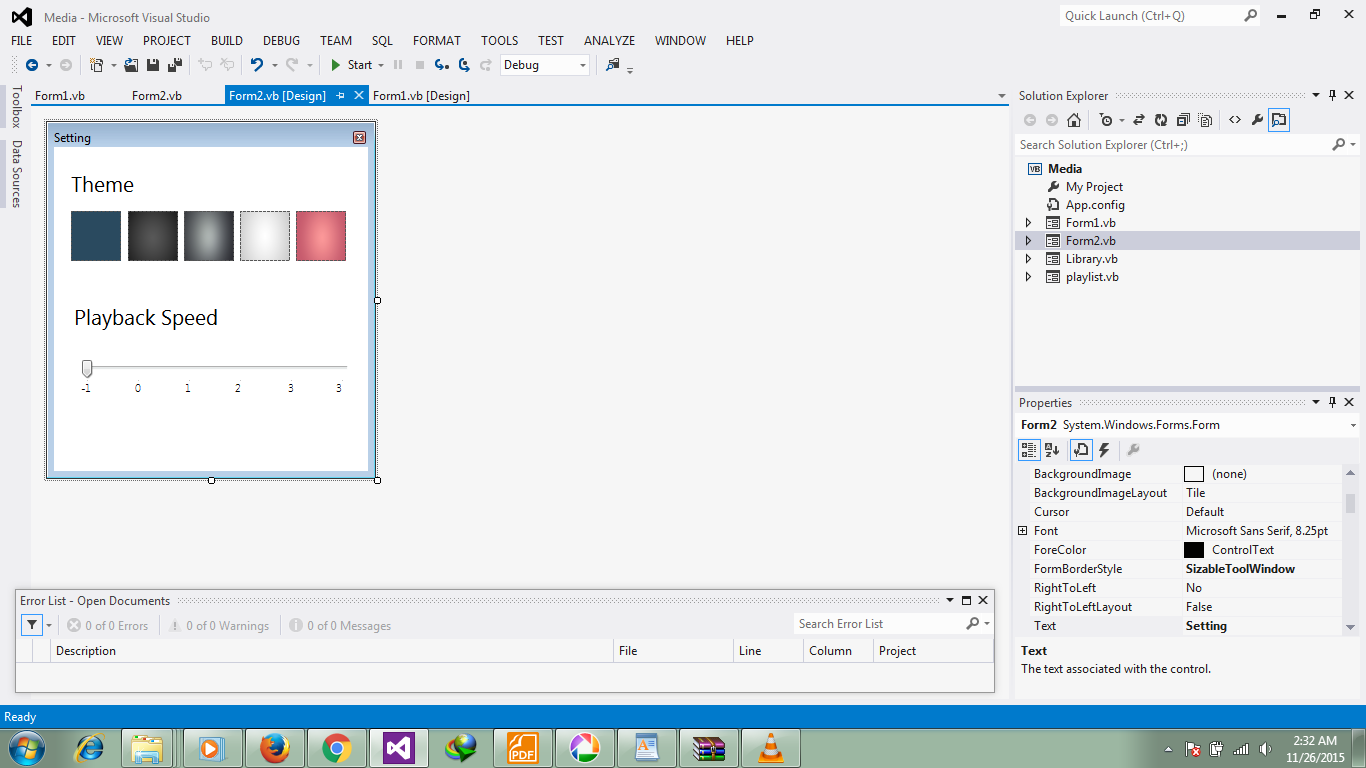 Media - Microsoft Visual Studio
Quick Launch (Ctrl+Q)
FILE EDIT VIEW PROJECT BUILD DEBUG TEAM SQL FORMAT TOOLS TEST ANALYZE WINDOW HELP
Start Debug
Toolbox
Data Sources
Form1.vb Form2.vb Form2.vb [Design] Form1.vb [Design]
Setting
Theme
Playback Speed
-1 0 1 2 3 3
Solution Explorer
Search Solution Explorer (Ctrl+;)
VB Media
My Project
App.config
Form1.vb
Form2.vb
Library.vb
playlist.vb
Properties
Form2 System.Windows.Forms.Form
BackgroundImage (none)
BackgroundImageLayout Tile
Cursor Default
Font Microsoft Sans Serif, 8.25pt
ForeColor ControlText
FormBorderStyle SizableToolWindow
RightToLeft No
RightToLeftLayout False
Text Setting
Text
The text associated with the control.
Error List - Open Documents
0 of 0 Errors 0 of 0 Warnings 0 of 0 Messages
Search Error List
Description File Line Column Project
Ready
PDF
2:32 AM
11/26/2015